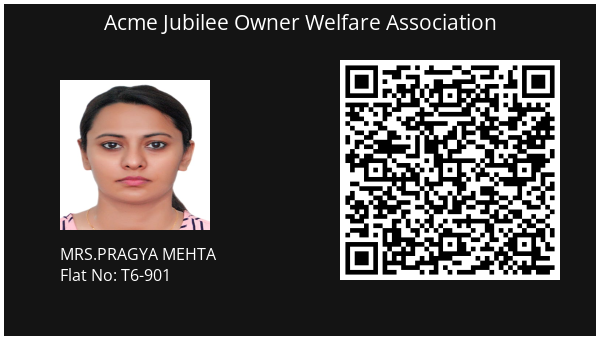 Acme Jubilee Owner Welfare Association
MRS.PRAGYA MEHTA
Flat No: T6-901